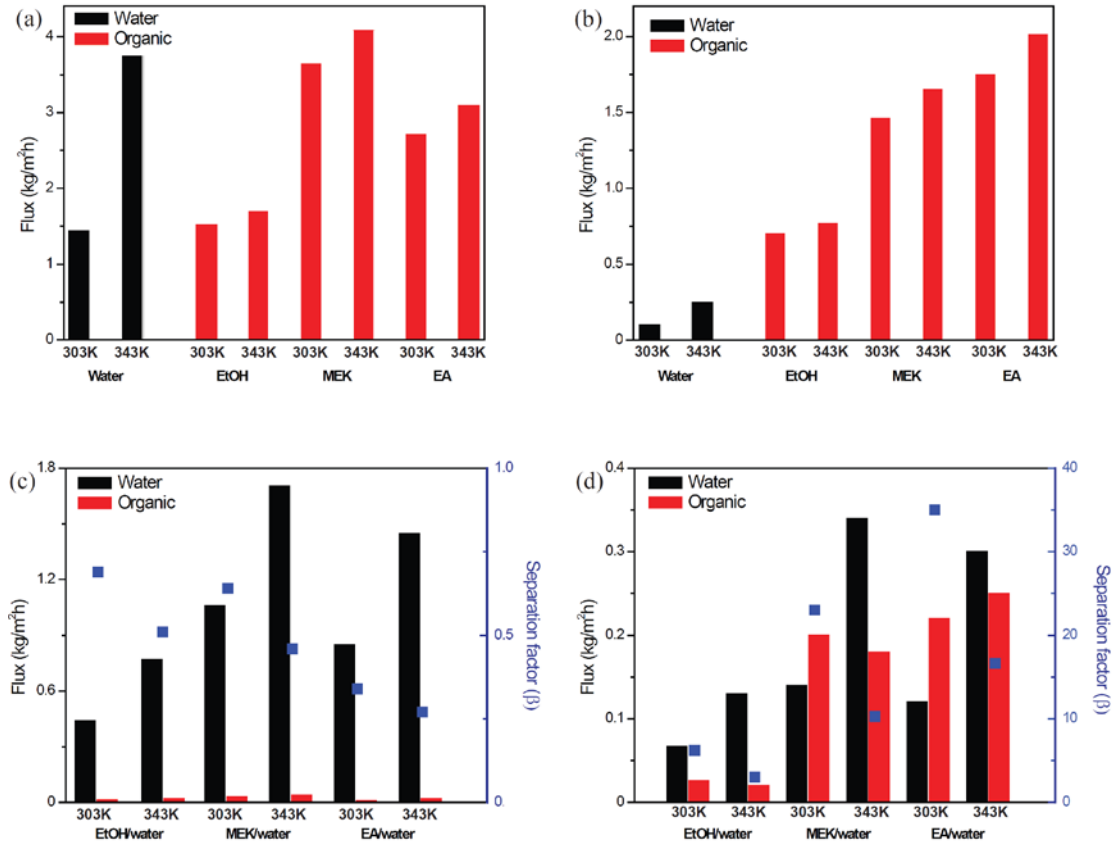 (a)
Water
Organic
Flux (kg/m²h)
4
3
2
1
0
303K 343K 303K 343K 303K 343K 303K 343K
Water EtOH MEK EA
(b)
Water
Organic
Flux (kg/m²h)
2.0
1.5
1.0
0.5
0
303K 343K 303K 343K 303K 343K 303K 343K
Water EtOH MEK EA
(c)
Water
Organic
Flux (kg/m²h)
1.8
1.2
0.6
0
1.0
0.5
0.
Separation factor (β)
303K 343K 303K 343K 303K 343K
EtOH/water MEK/water EA/water
(d)
Water
Organic
Flux (kg/m²h)
0.4
0.3
0.2
0.1
0
40
30
20
10
0
Separation factor (β)
303K 343K 303K 343K 303K 343K
EtOH/water MEK/water EA/water